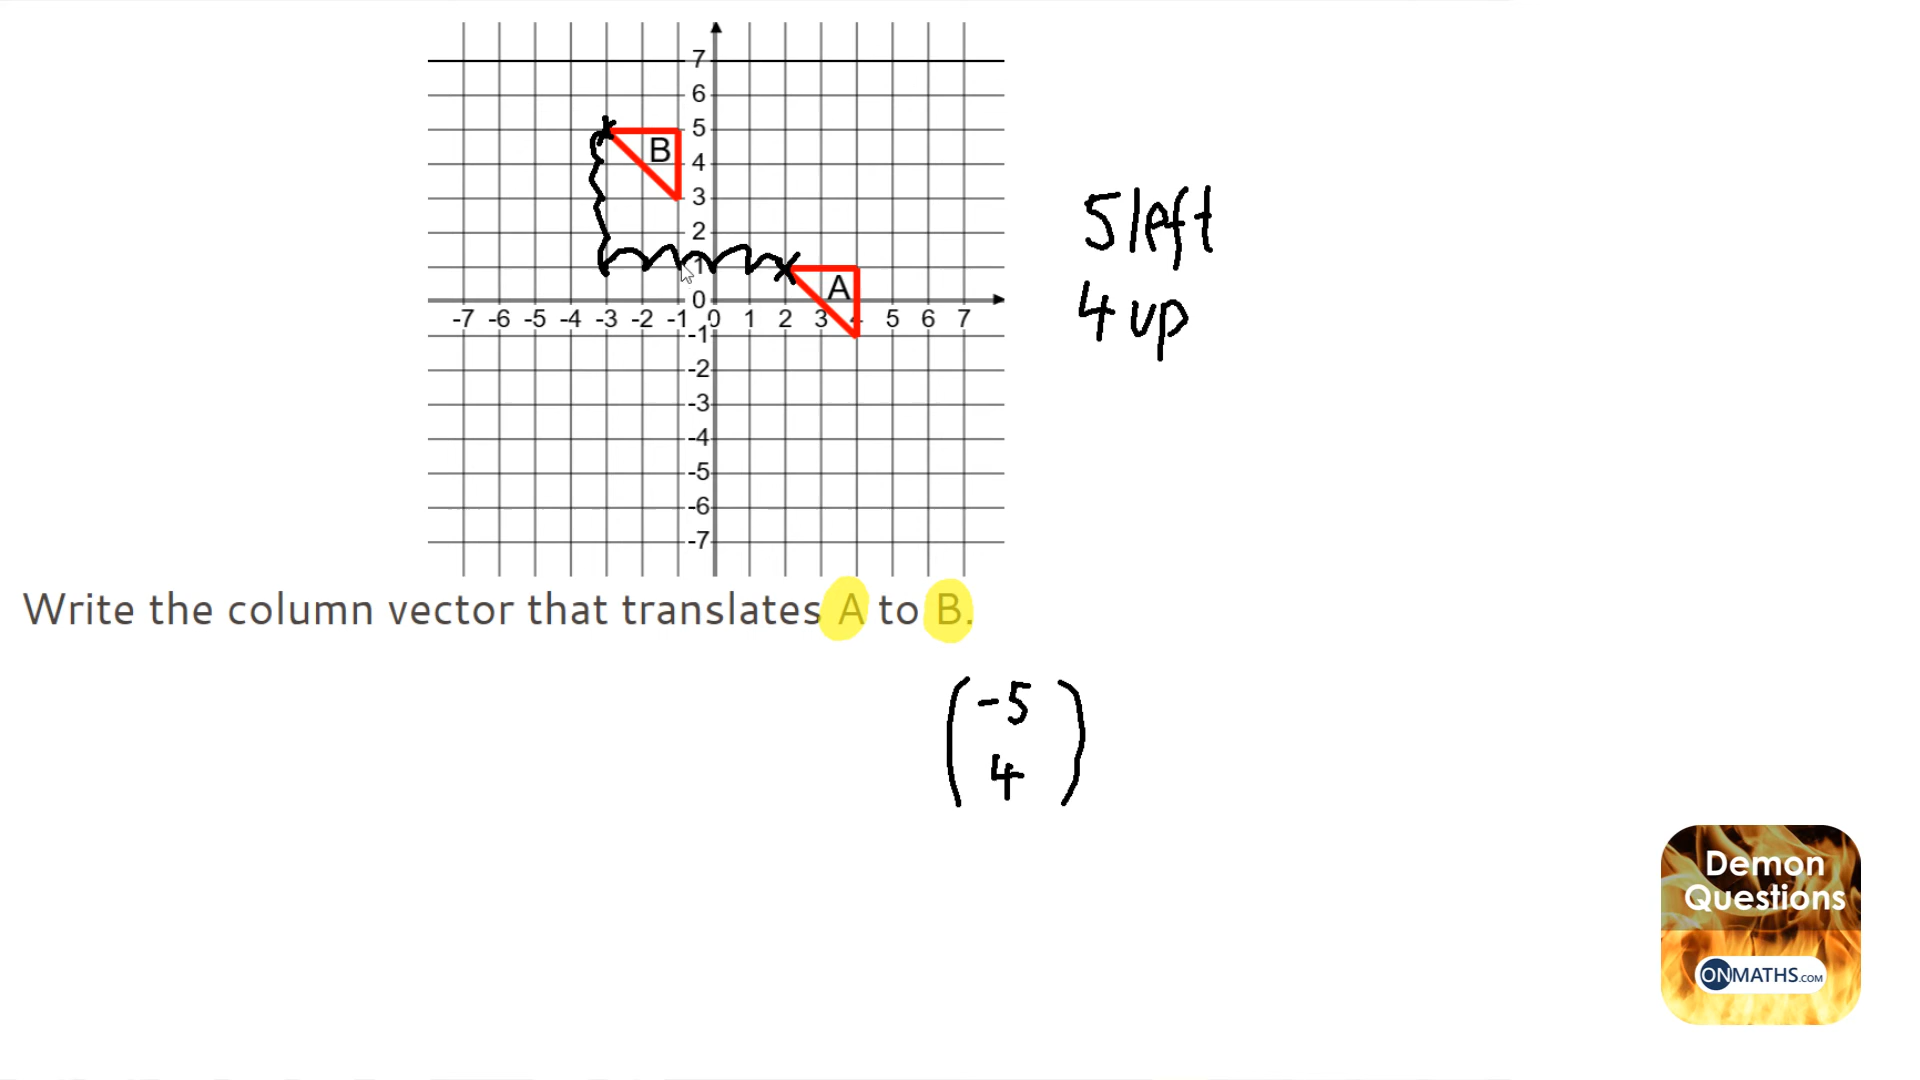 7
6
5
B
4
3
2
1
A
0
-7 -6 -5 -4 -3 -2 -1 0 1 2 3 4 5 6 7
-1
-2
-3
-4
-5
-6
-7
5 left
4 up
Write the column vector that translates A to B.
(-5
4)
Demon
Questions
ONMATHS.COM